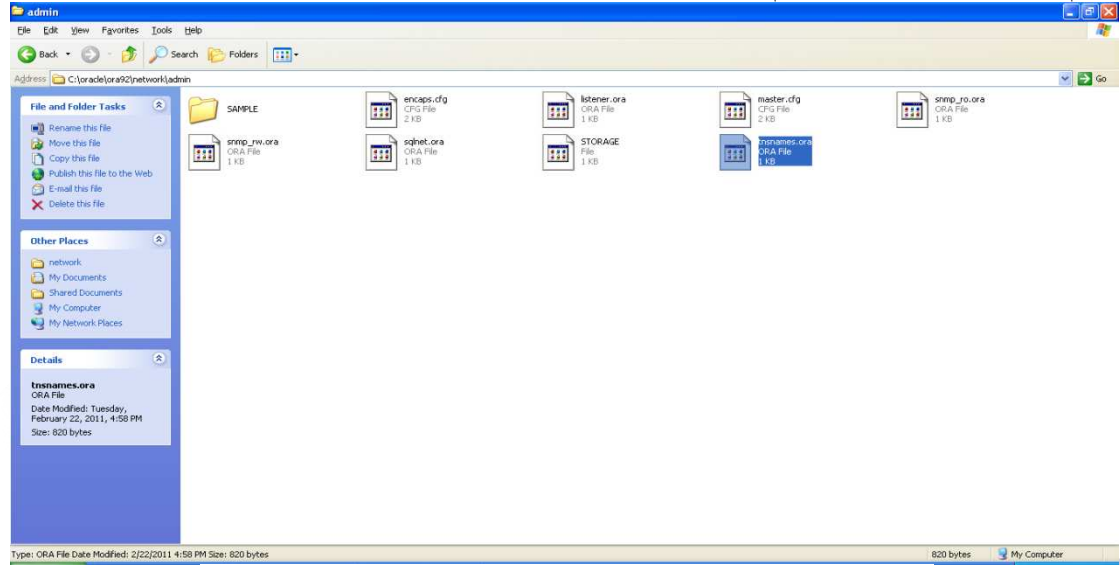 admin
File Edit View Favorites Tools Help
Back Search Folders
Address C:\oracle\ora92\network\admin Go
File and Folder Tasks
Rename this file
Move this file
Copy this file
Publish this file to the Web
E-mail this file
Delete this file
Other Places
network
My Documents
Shared Documents
My Computer
My Network Places
Details
tnsnames.ora
ORA File
Date Modified: Tuesday,
February 22, 2011, 4:58 PM
Size: 820 bytes
SAMPLE
encaps.cfg
CFG File
2 KB
listener.ora
ORA File
1 KB
master.cfg
CFG File
2 KB
snmp_ro.ora
ORA File
1 KB
snmp_rw.ora
ORA File
1 KB
sqlnet.ora
ORA File
1 KB
STORAGE
File
1 KB
tnsnames.ora
ORA File
1 KB
Type: ORA File Date Modified: 2/22/2011 4:58 PM Size: 820 bytes 820 bytes My Computer